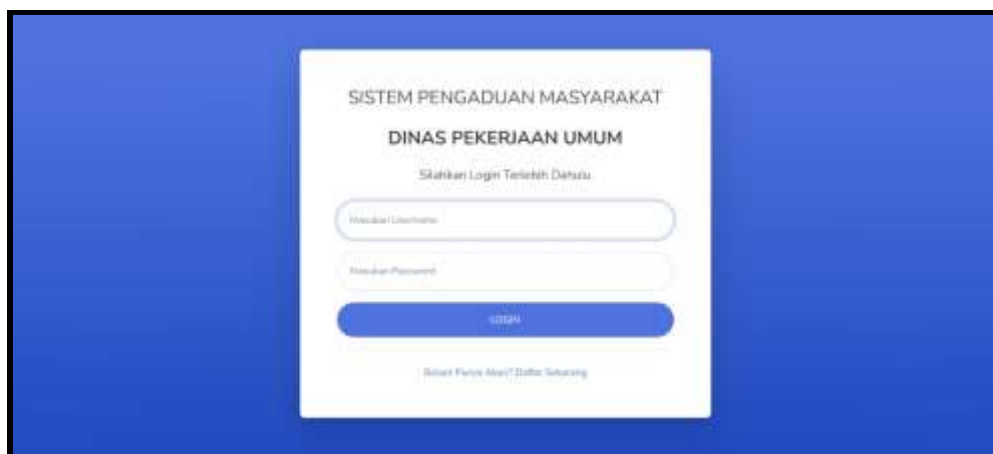 SISTEM PENGADUAN MASYARAKAT
DINAS PEKERJAAN UMUM
Silahkan Login Terlebih Dahulu
Masukan Username
Masukan Password
LOGIN
Belum Punya Akun? Daftar Sekarang